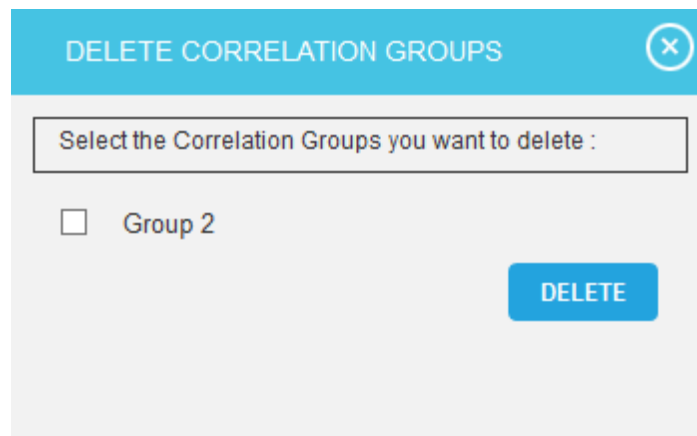 DELETE CORRELATION GROUPS
Select the Correlation Groups you want to delete :
Group 2
DELETE